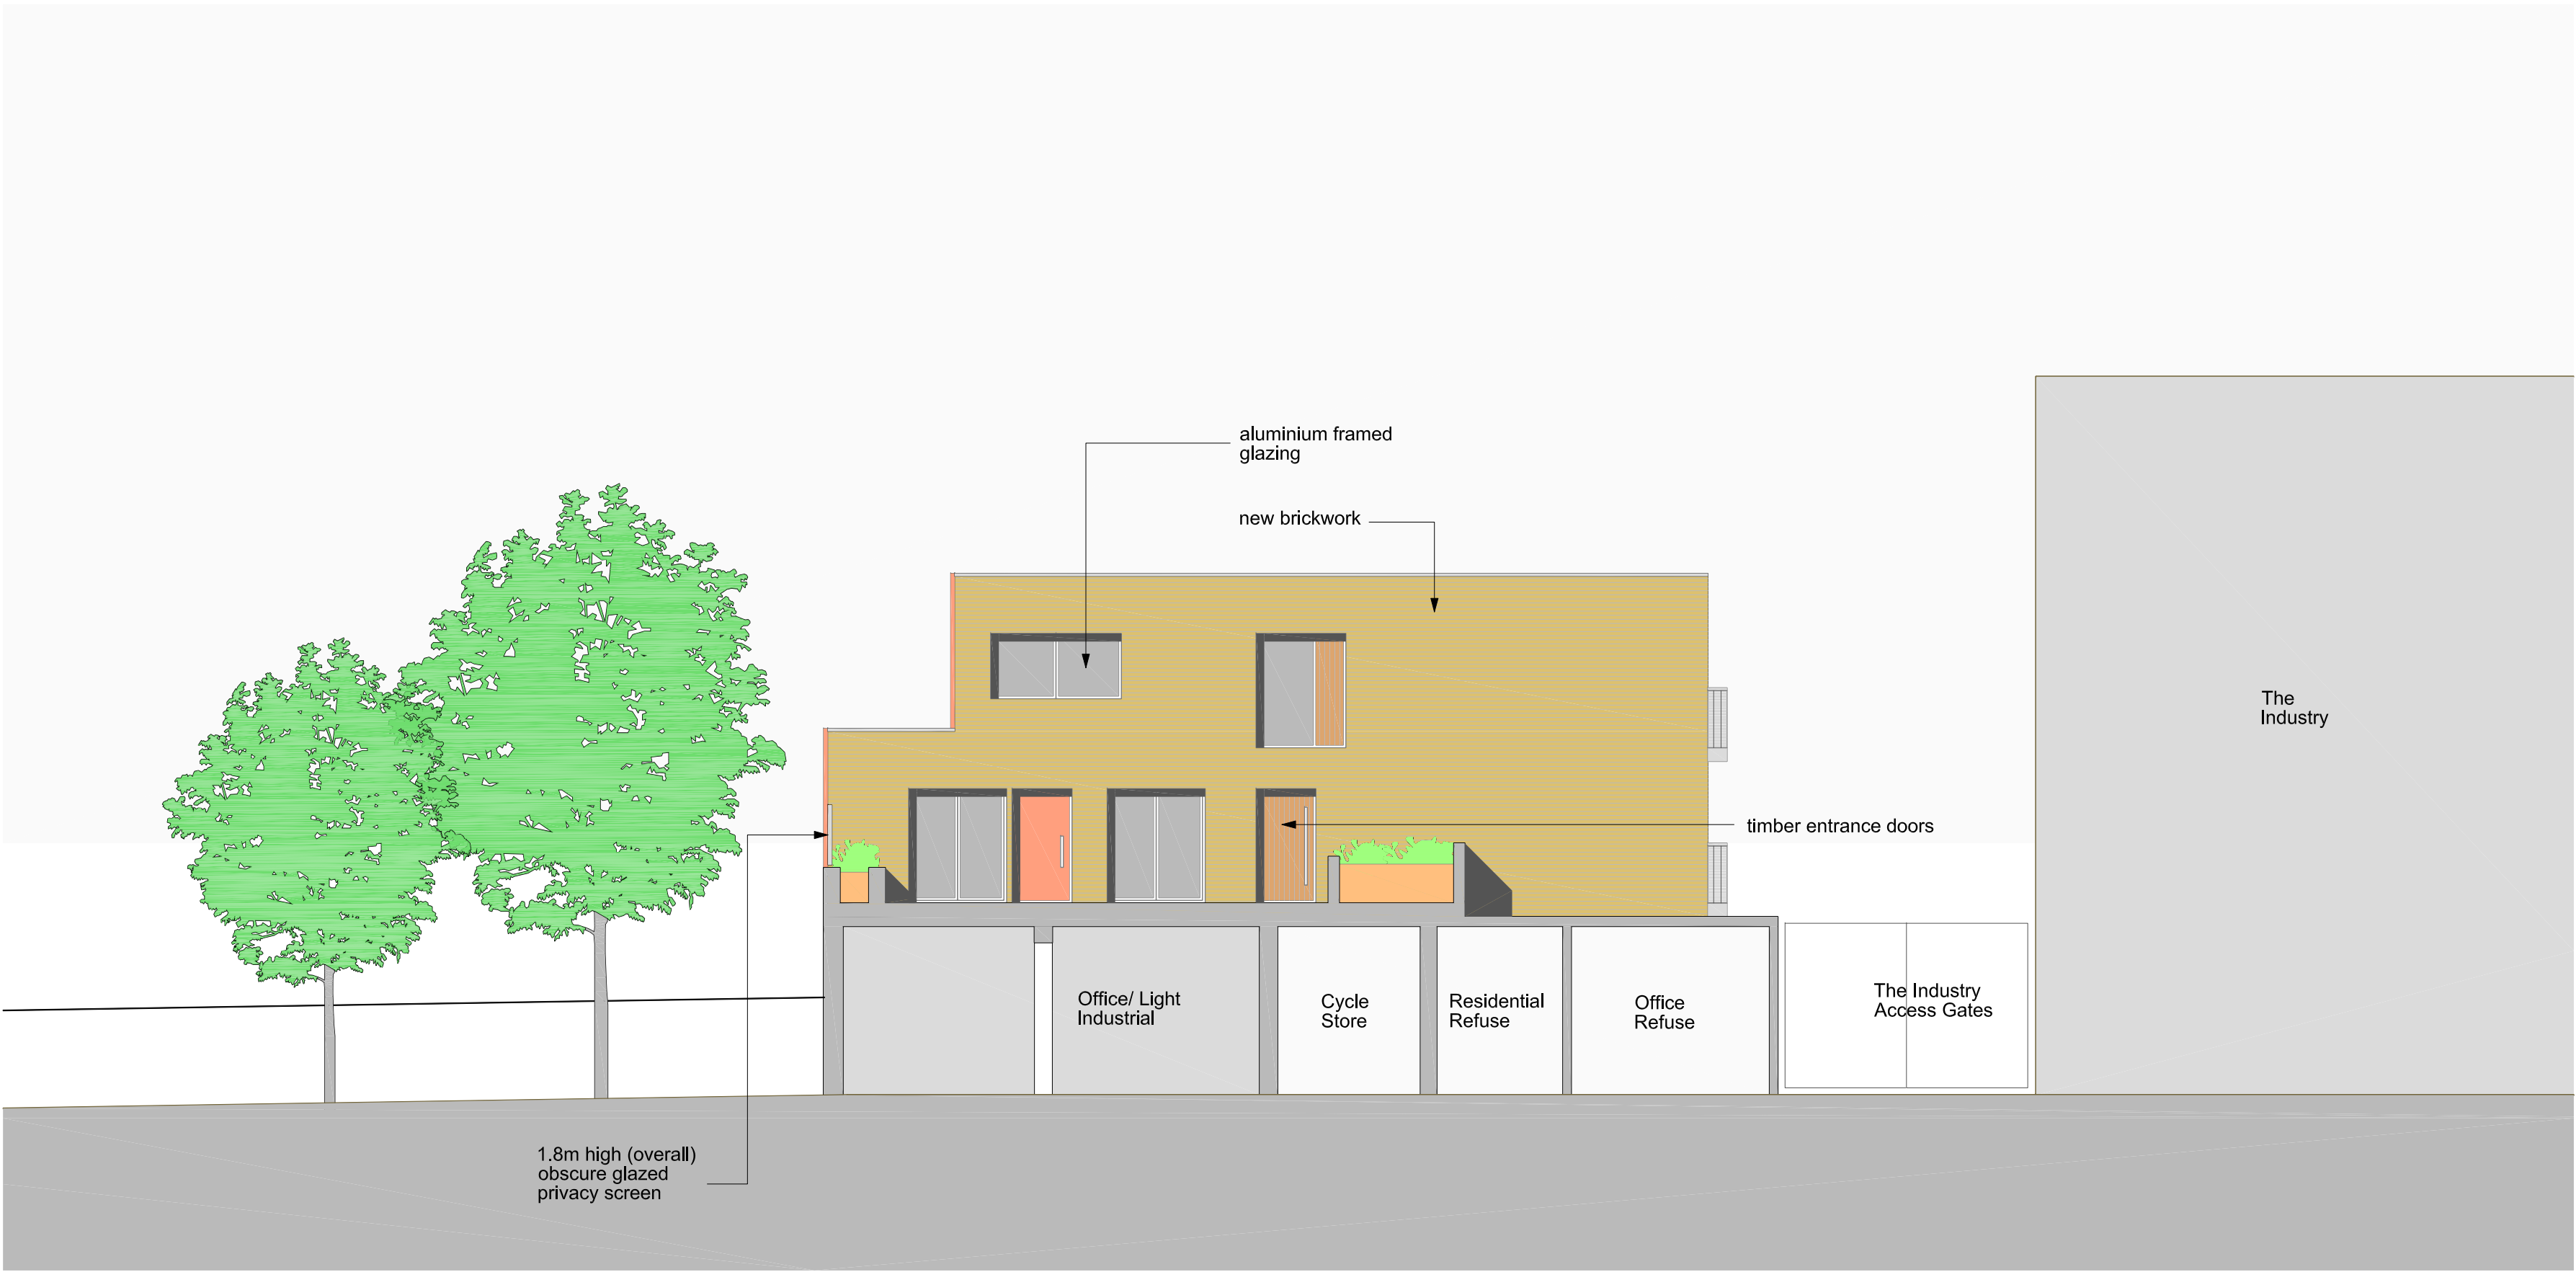 aluminium framed
glazing
new brickwork
The
Industry
timber entrance doors
Office/ Light
Industrial
Cycle
Store
Residential
Refuse
Office
Refuse
The Industry
Access Gates
1.8m high (overall)
obscure glazed
privacy screen